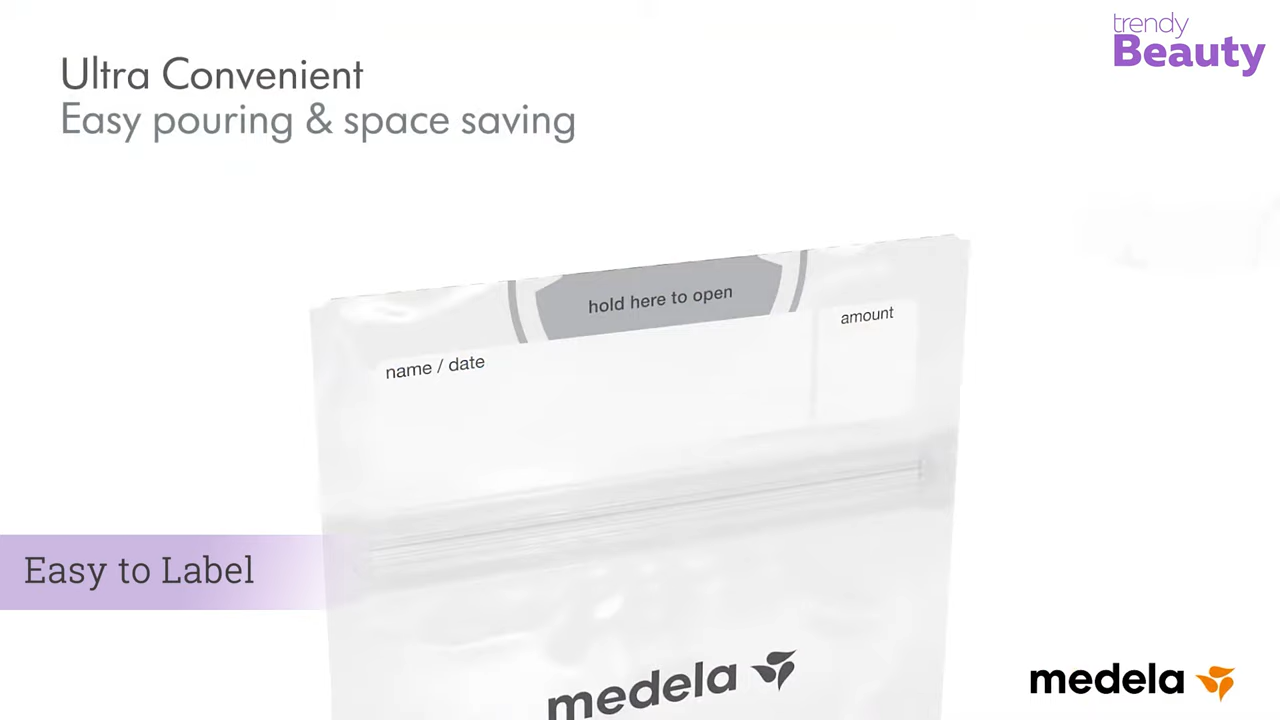 trendy
Beauty
Ultra Convenient
Easy pouring & space saving
hold here to open
amount
name / date
Easy to Label
medela
medela